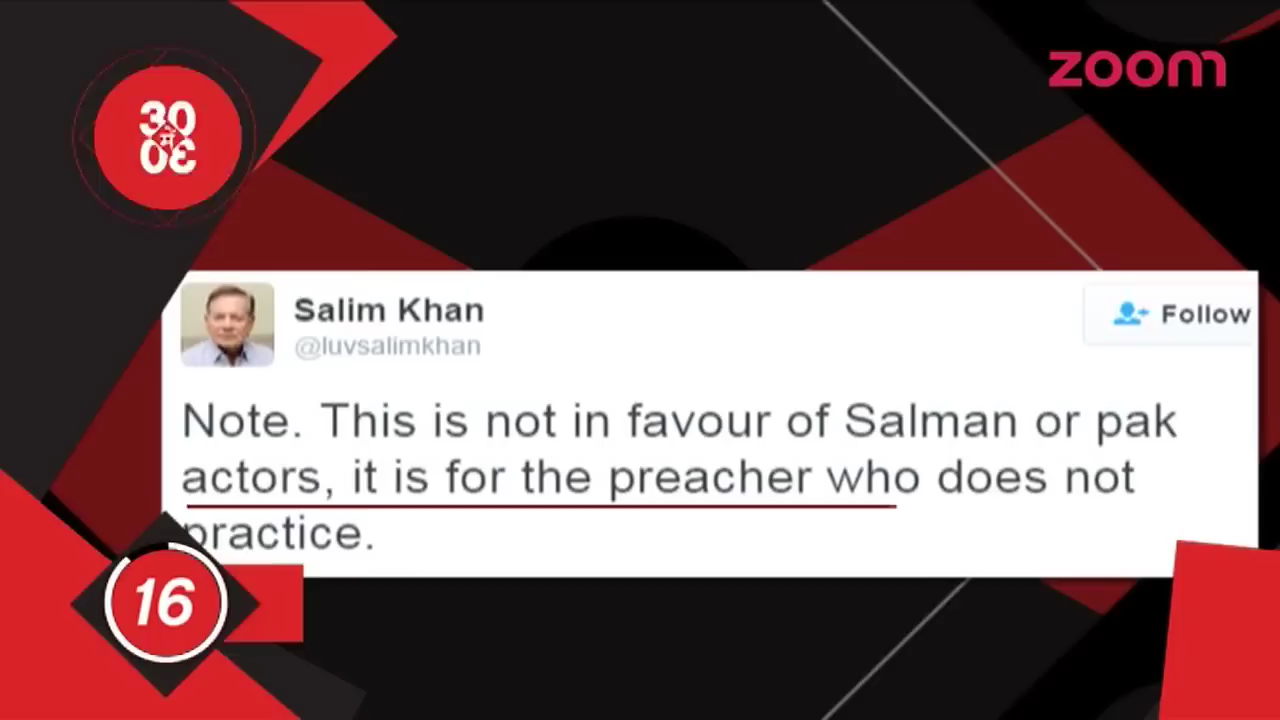 30
में
30
zoom
Salim Khan
@luvsalimkhan
Follow
Note. This is not in favour of Salman or pak
actors, it is for the preacher who does not
practice.
16